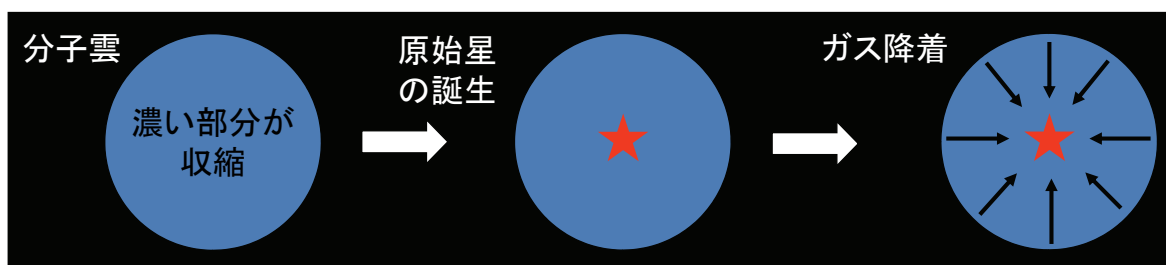 分子雲
濃い部分が
収縮
原始星
の誕生
ガス降着